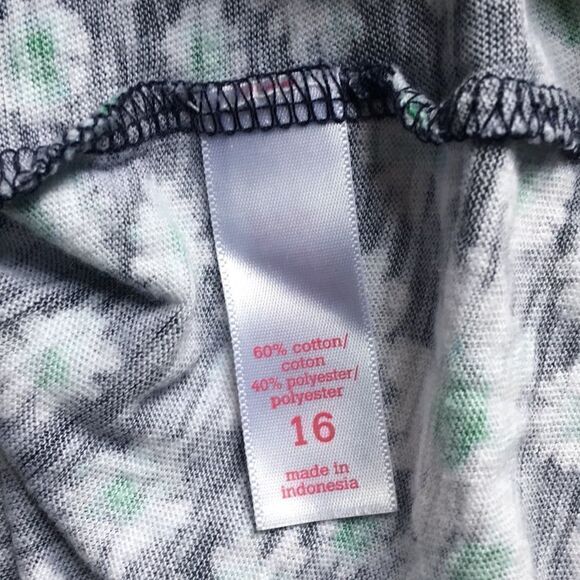 60% cotton/
coton
40% polyester/
polyester
16
made in
indonesia